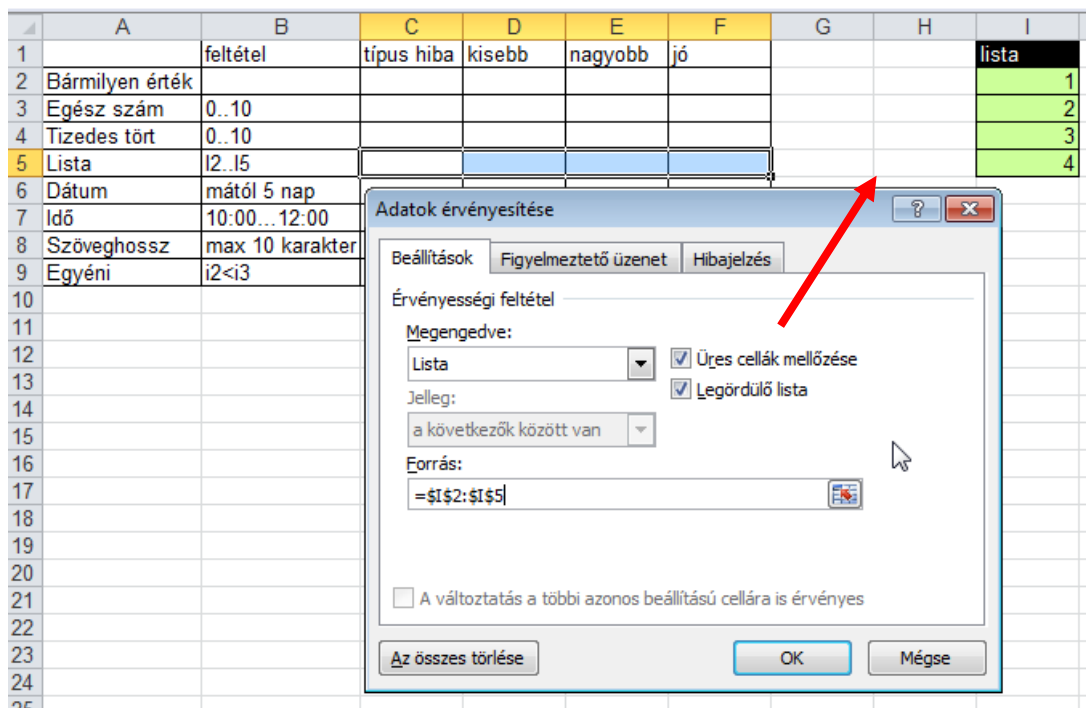 A B C D E F G H I
1 feltétel típus hiba kisebb nagyobb jó lista
2 Bármilyen érték 1
3 Egész szám 0..10 2
4 Tizedes tört 0..10 3
5 Lista I2..I5 4
6 Dátum mától 5 nap
7 Idő 10:00...12:00
8 Szöveghossz max 10 karakter
9 Egyéni i2<i3
10
11
12
13
14
15
16
17
18
19
20
21
22
23
24
25
Adatok érvényesítése
Beállítások Figyelmeztető üzenet Hibajelzés
Érvényességi feltétel
Megengedve:
Lista Üres cellák mellőzése
Jelleg: Legördülő lista
a következők között van
Forrás:
=$I$2:$I$5
A változtatás a többi azonos beállítású cellára is érvényes
Az összes törlése OK Mégse